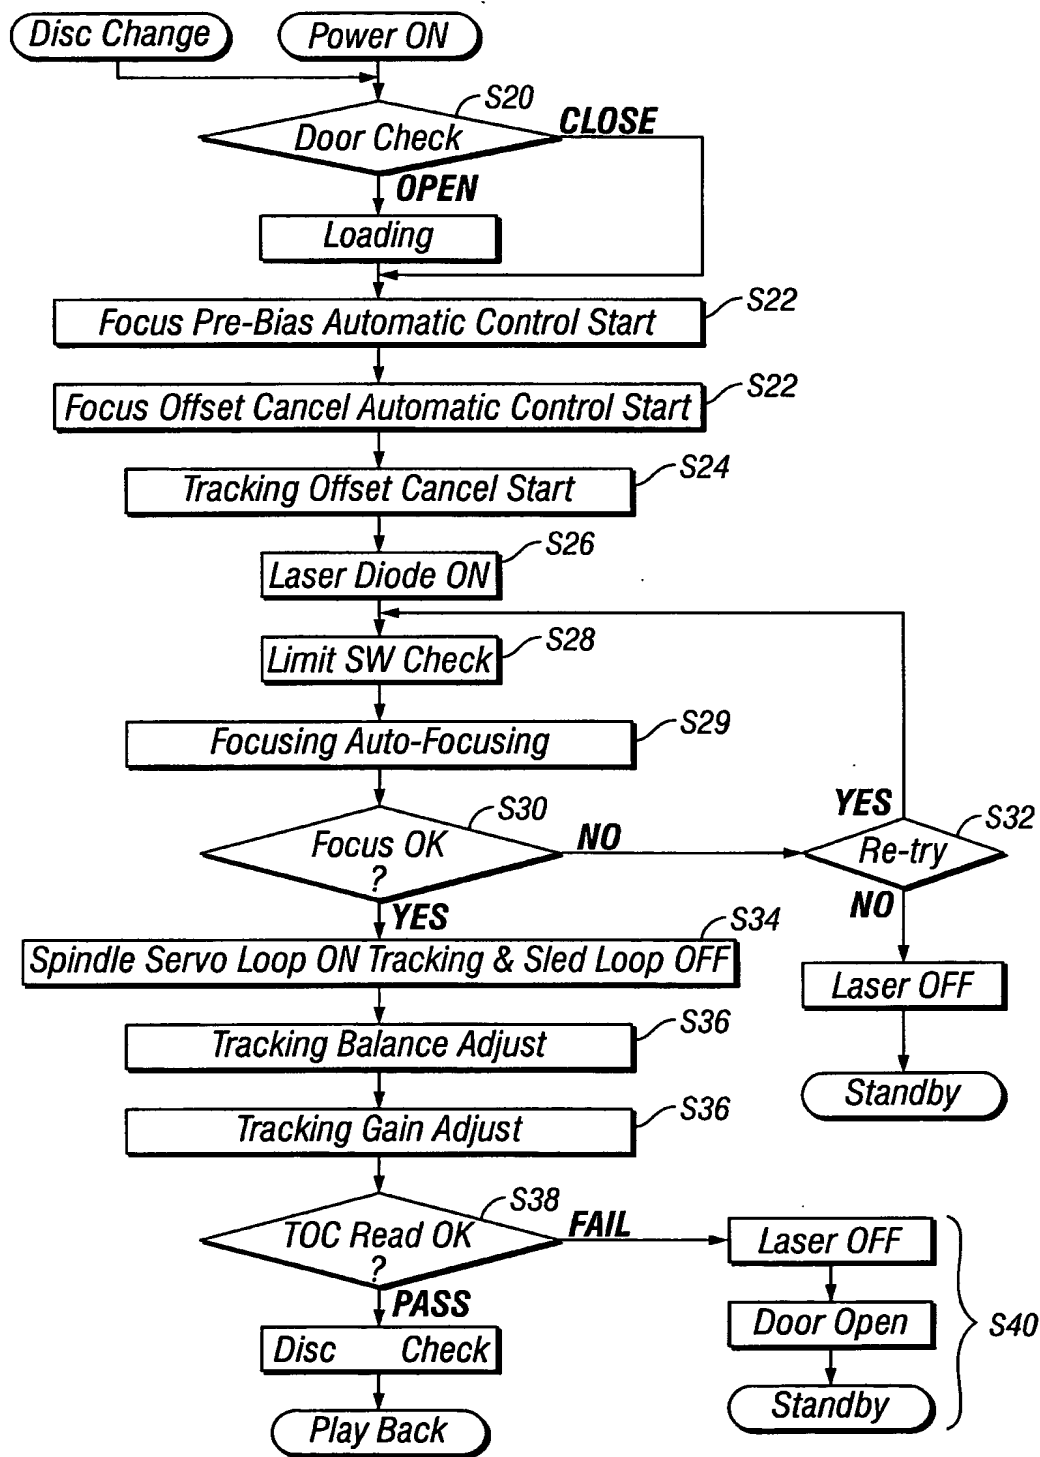 Disc Change
Power ON
S20
Door Check
CLOSE
OPEN
Loading
S22
Focus Pre-Bias Automatic Control Start
S22
Focus Offset Cancel Automatic Control Start
S24
Tracking Offset Cancel Start
S26
Laser Diode ON
S28
Limit SW Check
S29
Focusing Auto-Focusing
S30
Focus OK
?
NO
YES
S32
Re-try
NO
YES
S34
Spindle Servo Loop ON Tracking & Sled Loop OFF
Laser OFF
S36
Tracking Balance Adjust
Standby
S36
Tracking Gain Adjust
S38
TOC Read OK
?
FAIL
Laser OFF
PASS
Door Open
S40
Disc Check
Standby
Play Back